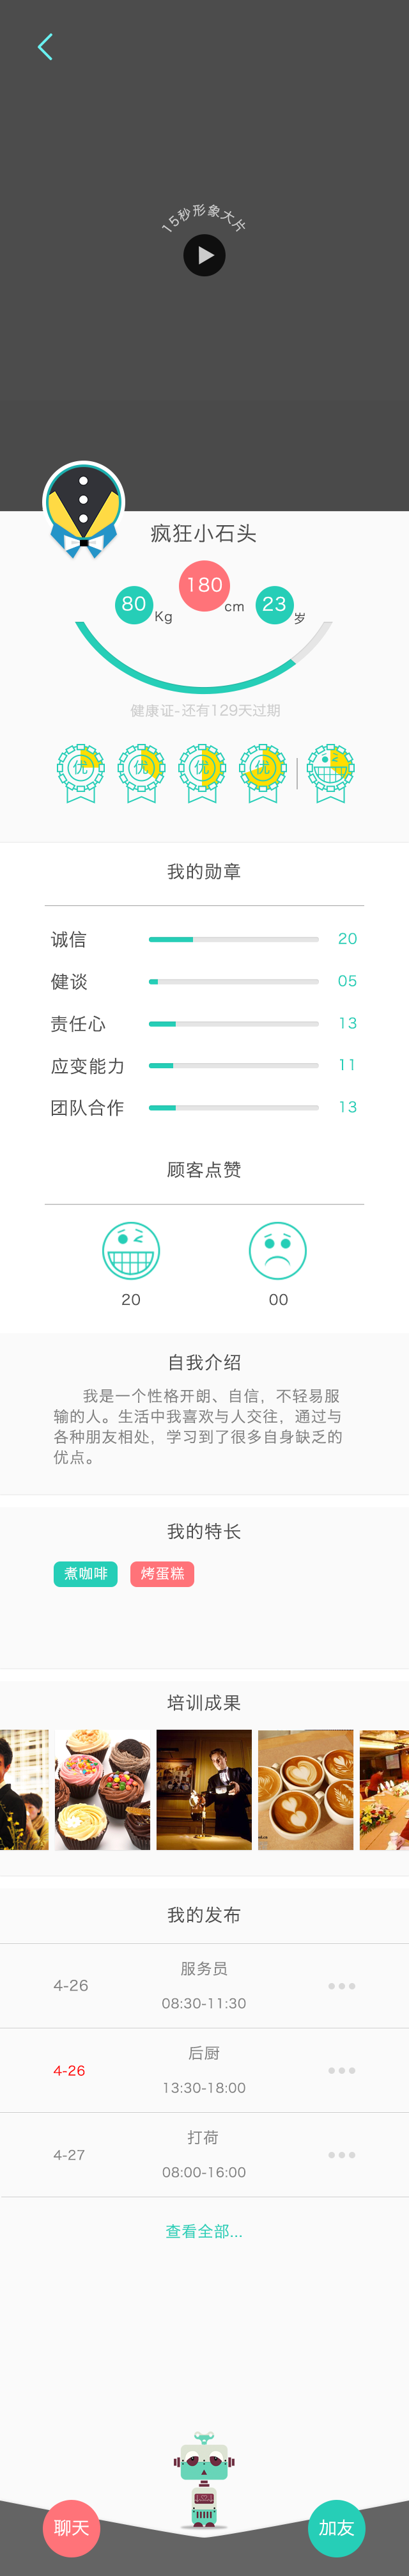 15秒形象大片
疯狂小石头
80
Kg
180
cm
23
岁
健康证-还有129天过期
优
优
优
优
我的勋章
诚信
20
健谈
05
责任心
13
应变能力
11
团队合作
13
顾客点赞
20
00
自我介绍
我是一个性格开朗、自信，不轻易服
输的人。生活中我喜欢与人交往，通过与
各种朋友相处，学习到了很多自身缺乏的
优点。
我的特长
煮咖啡
烤蛋糕
培训成果
我的发布
服务员
4-26
08:30-11:30
后厨
4-26
13:30-18:00
打荷
4-27
08:00-16:00
查看全部...
聊天
加友